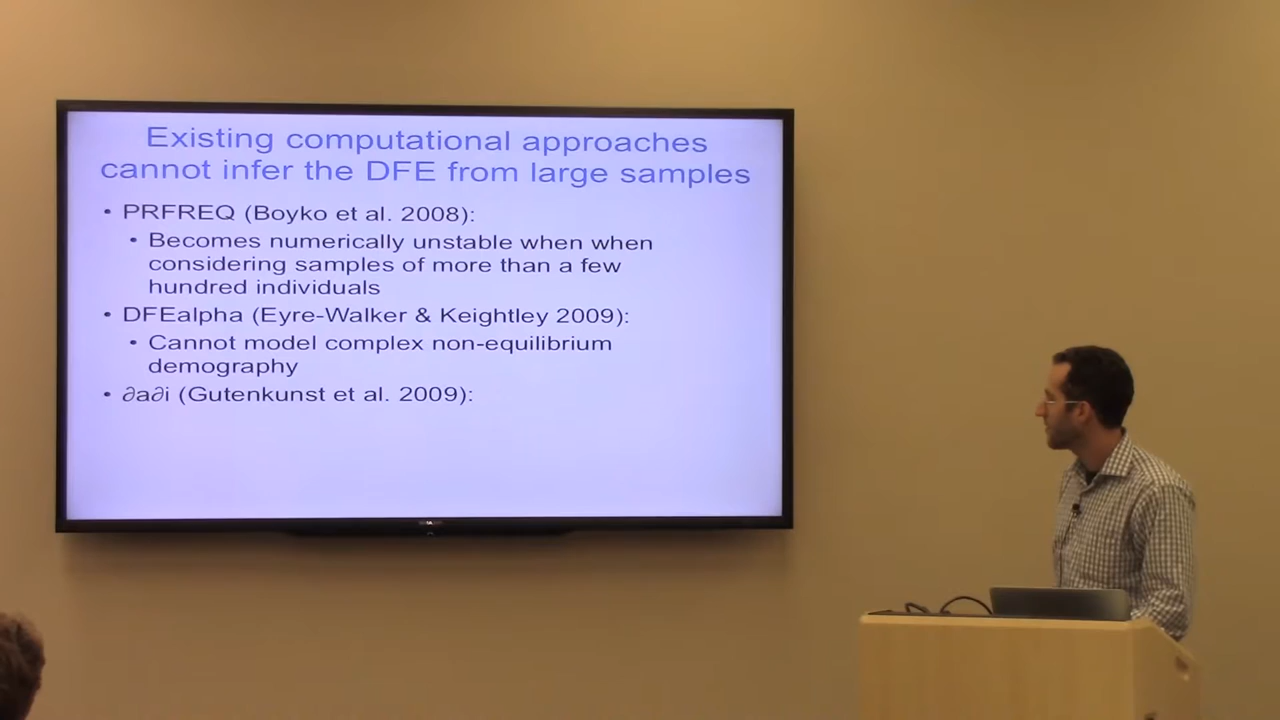 Existing computational approaches
cannot infer the DFE from large samples
• PRFREQ (Boyko et al. 2008):
• Becomes numerically unstable when when
considering samples of more than a few
hundred individuals
• DFEalpha (Eyre-Walker & Keightley 2009):
• Cannot model complex non-equilibrium
demography
• ∂a∂i (Gutenkunst et al. 2009):